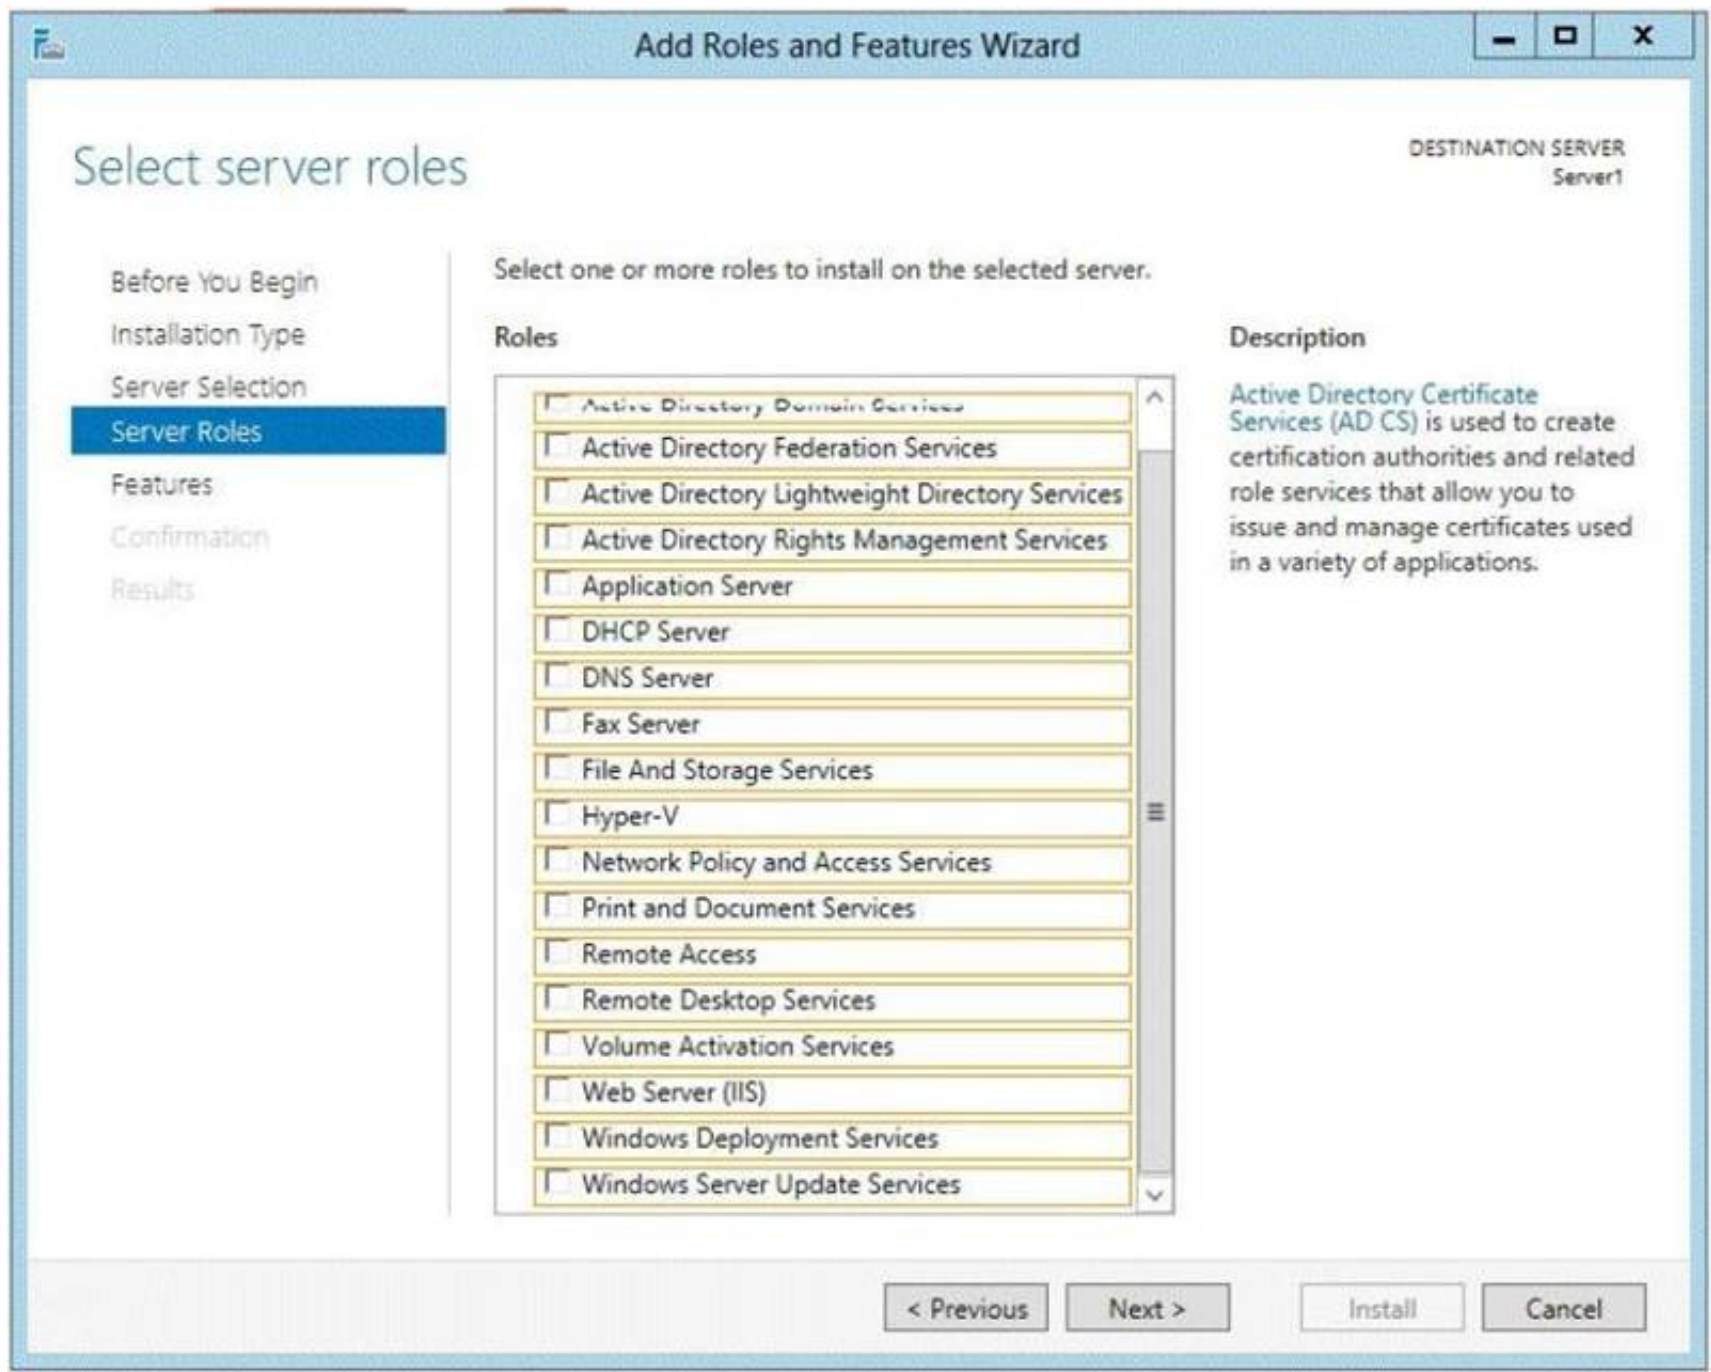 Add Roles and Features Wizard
Select server roles
DESTINATION SERVER
Server1
Before You Begin
Installation Type
Server Selection
Server Roles
Features
Confirmation
Results
Select one or more roles to install on the selected server.
Roles
Active Directory Domain Services
Active Directory Federation Services
Active Directory Lightweight Directory Services
Active Directory Rights Management Services
Application Server
DHCP Server
DNS Server
Fax Server
File And Storage Services
Hyper-V
Network Policy and Access Services
Print and Document Services
Remote Access
Remote Desktop Services
Volume Activation Services
Web Server (IIS)
Windows Deployment Services
Windows Server Update Services
Description
Active Directory Certificate
Services (AD CS) is used to create
certification authorities and related
role services that allow you to
issue and manage certificates used
in a variety of applications.
< Previous
Next >
Install
Cancel